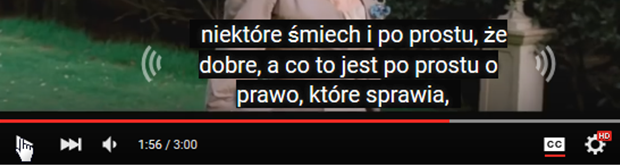 niektóre śmiech i po prostu, że
dobre, a co to jest po prostu o
prawo, które sprawia,
1:56 / 3:00 CC HD